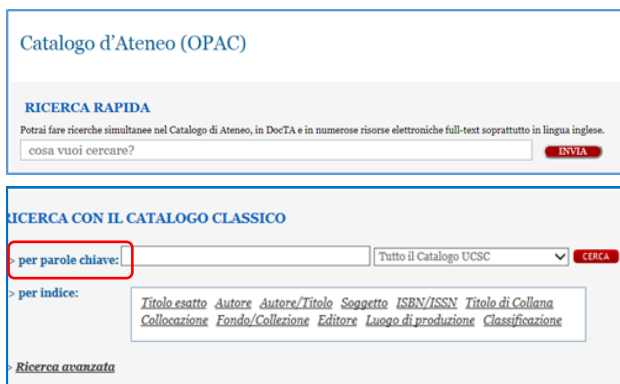 Catalogo d'Ateneo (OPAC)
RICERCA RAPIDA
Potrai fare ricerche simultanee nel Catalogo di Ateneo, in DocTA e in numerose risorse elettroniche full-text soprattutto in lingua inglese.
cosa vuoi cercare? INVIA
RICERCA CON IL CATALOGO CLASSICO
> per parole chiave: Tutto il Catalogo UCSC CERCA
> per indice:
Titolo esatto Autore Autore/Titolo Soggetto ISBN/ISSN Titolo di Collana
Collocazione Fondo/Collezione Editore Luogo di produzione Classificazione
> Ricerca avanzata